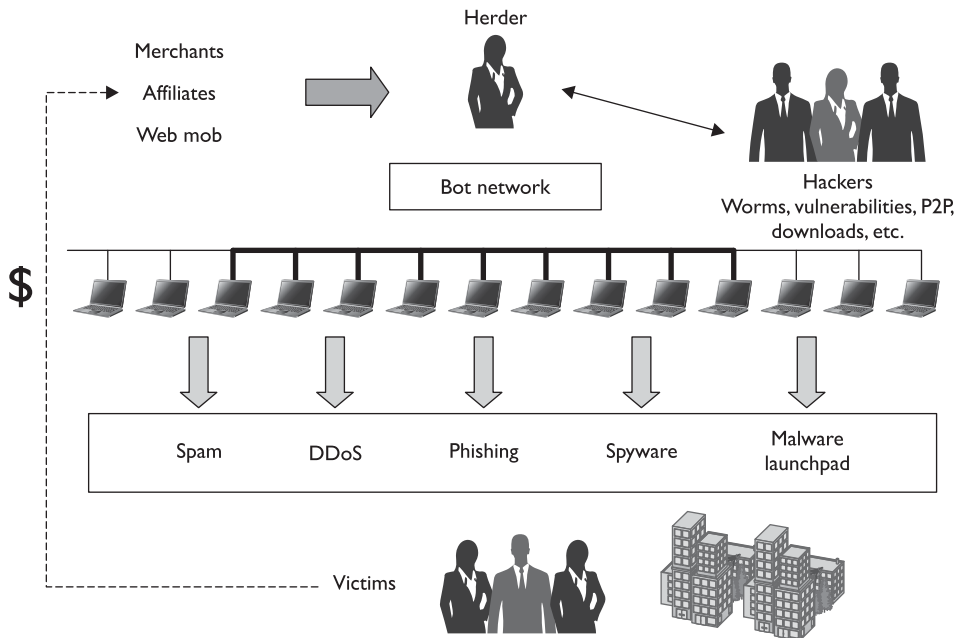 Herder
Merchants
Affiliates
Web mob
Bot network
Hackers
Worms, vulnerabilities, P2P,
downloads, etc.
$
Spam
DDoS
Phishing
Spyware
Malware
launchpad
Victims